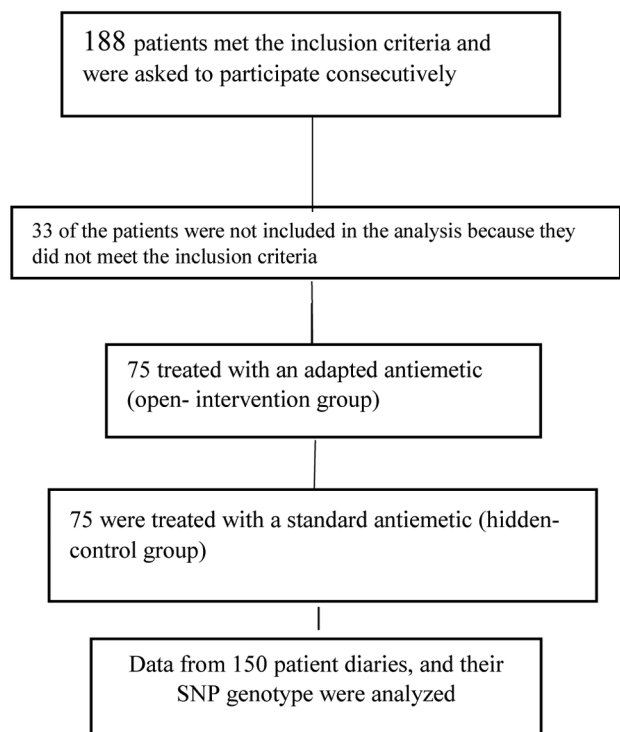 188 patients met the inclusion criteria and
were asked to participate consecutively
33 of the patients were not included in the analysis because they
did not meet the inclusion criteria
75 treated with an adapted antiemetic
(open- intervention group)
75 were treated with a standard antiemetic (hidden-
control group)
Data from 150 patient diaries, and their
SNP genotype were analyzed